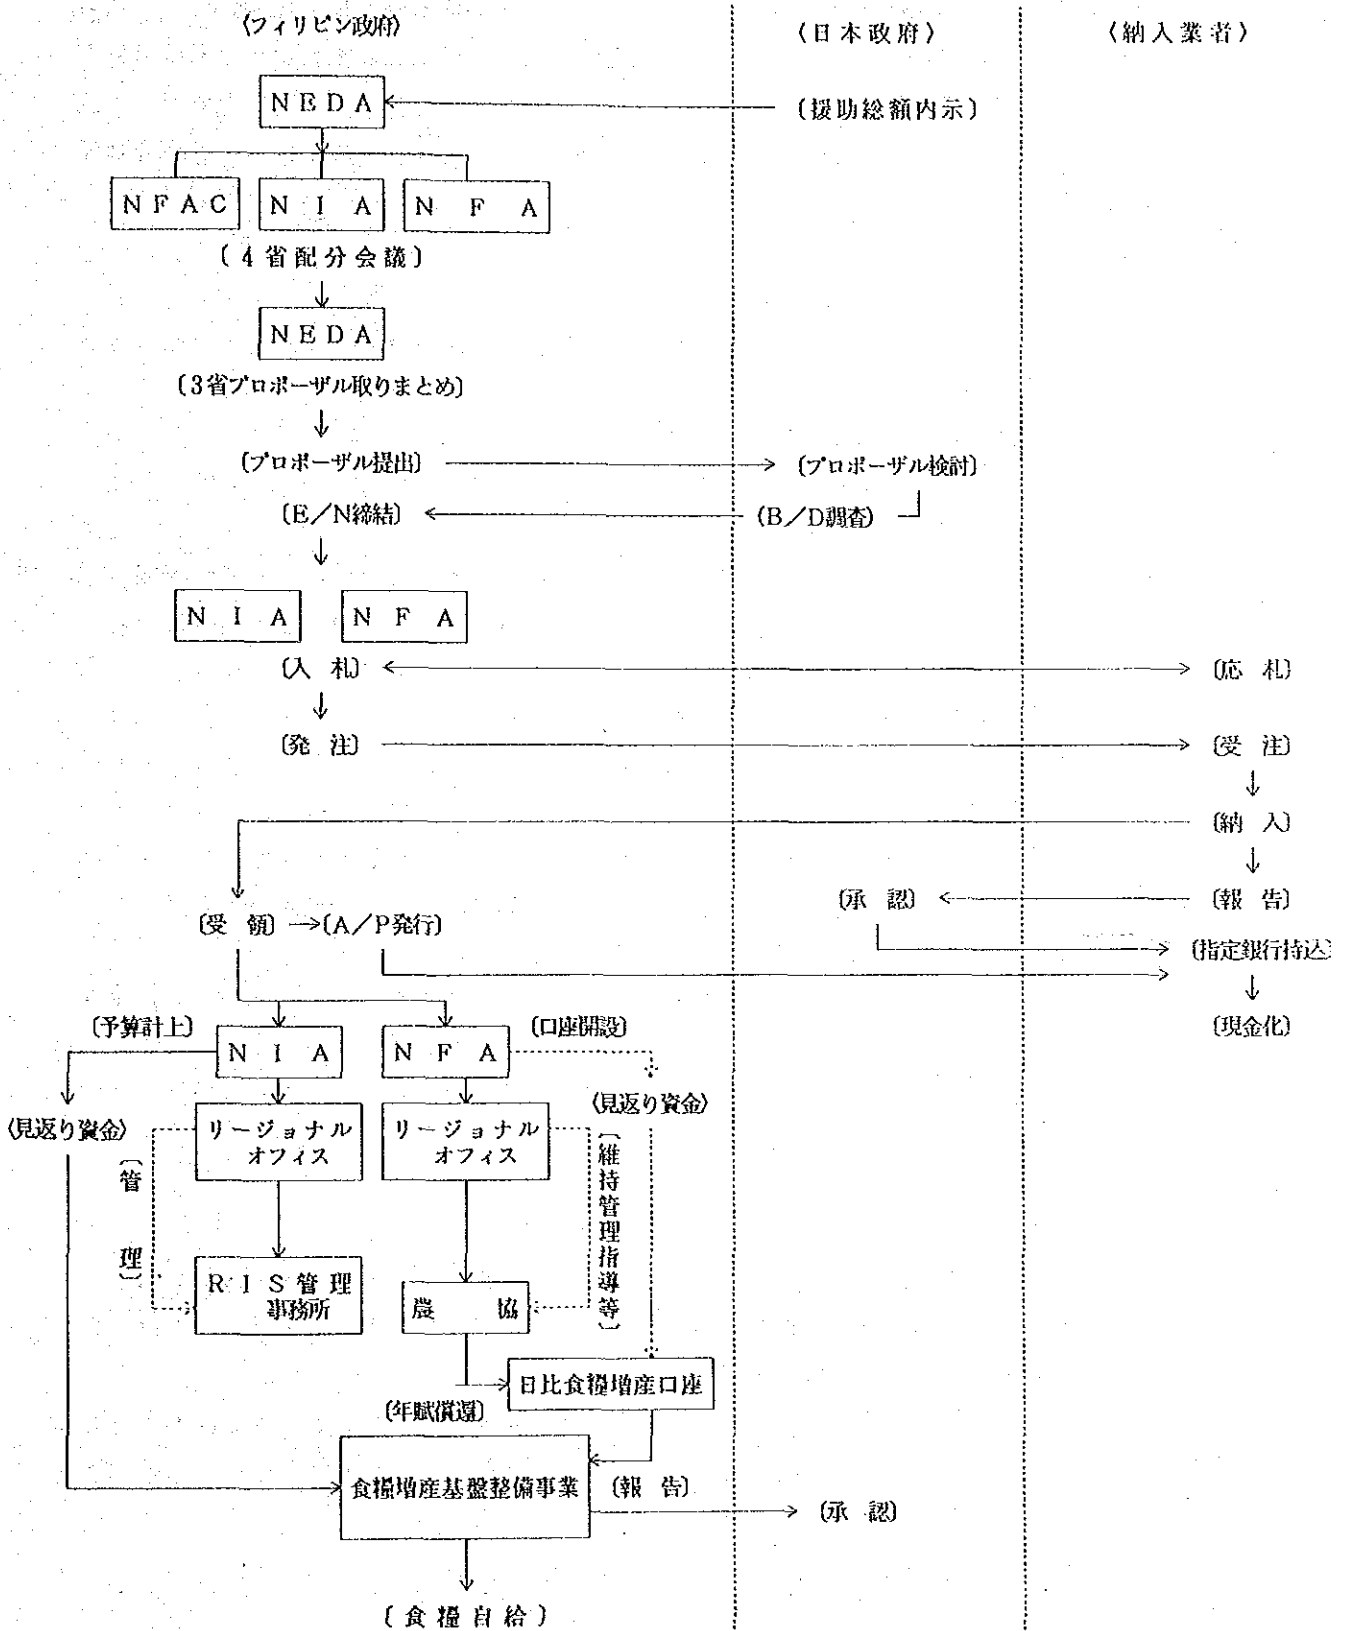 〈フィリピン政府〉
〈日本政府〉
〈納入業者〉
NEDA
〔援助総額内示〕
NFAC
NIA
NFA
〔4省配分会議〕
NEDA
〔3省プロポーザル取りまとめ〕
〔プロポーザル提出〕
〔プロポーザル検討〕
〔E/N締結〕
(B/D調査)
NIA
NFA
〔入 札〕
〔応 札〕
〔発 注〕
〔受 注〕
〔納 入〕
〔承 認〕
〔報 告〕
〔受 領〕
〔A/P発行〕
〔指定銀行持込〕
〔予算計上〕
〔口座開設〕
〔現金化〕
NIA
NFA
〈見返り資金〉
〈見返り資金〉
リージョナル
オフィス
リージョナル
オフィス
〔管 理〕
〔維持管理指導等〕
RIS管理
事務所
農 協
日比食糧増産口座
〔年賦償還〕
食糧増産基盤整備事業
〔報 告〕
〔承 認〕
〔食糧自給〕